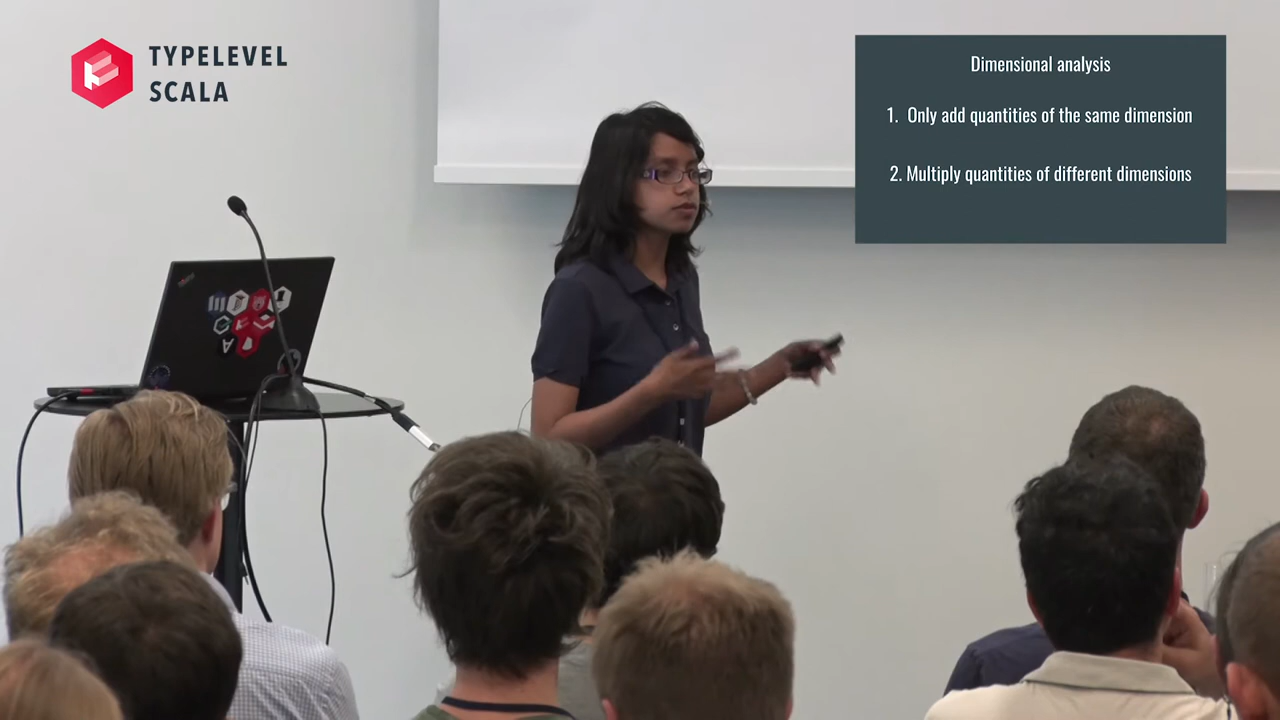 TYPELEVEL
SCALA
Dimensional analysis
1. Only add quantities of the same dimension
2. Multiply quantities of different dimensions